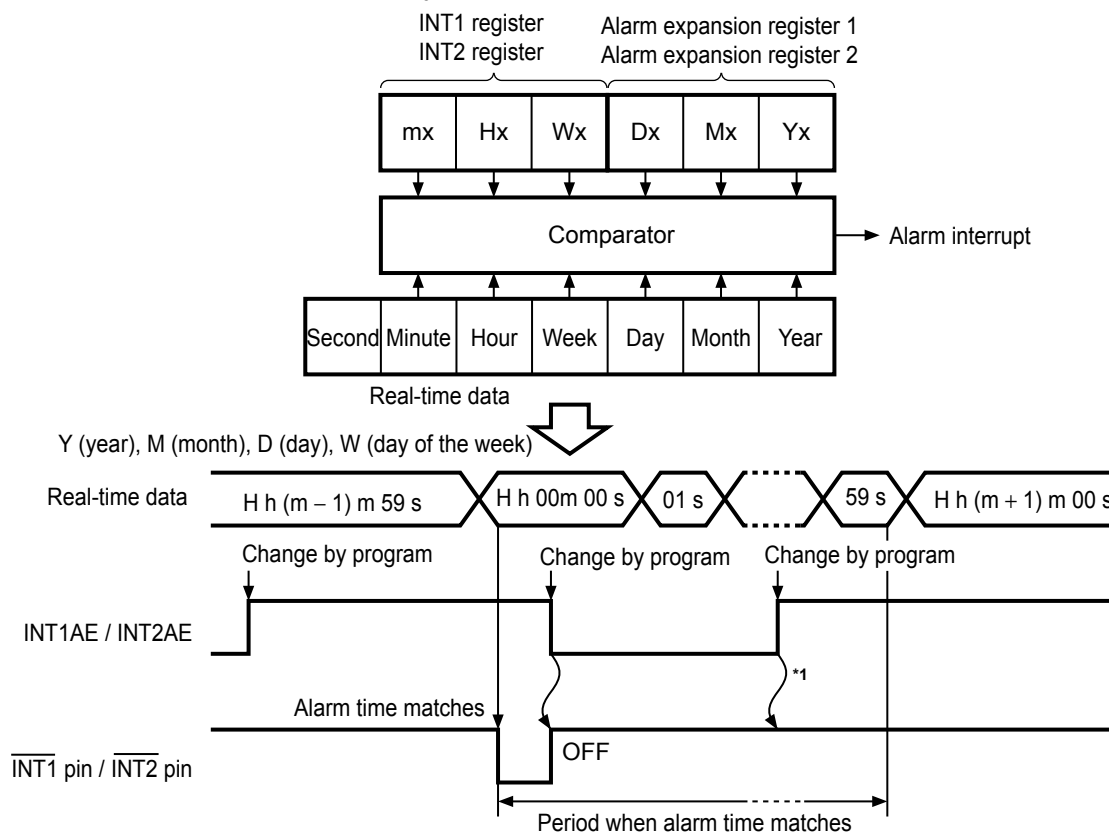 INT1 register
INT2 register
Alarm expansion register 1
Alarm expansion register 2
mx Hx Wx Dx Mx Yx
Comparator
Alarm interrupt
Second Minute Hour Week Day Month Year
Real-time data
Y (year), M (month), D (day), W (day of the week)
Real-time data
H h (m − 1) m 59 s
H h 00m 00 s
01 s
59 s
H h (m + 1) m 00 s
Change by program
Change by program
Change by program
INT1AE / INT2AE
*1
Alarm time matches
OFF
INT1 pin / INT2 pin
Period when alarm time matches